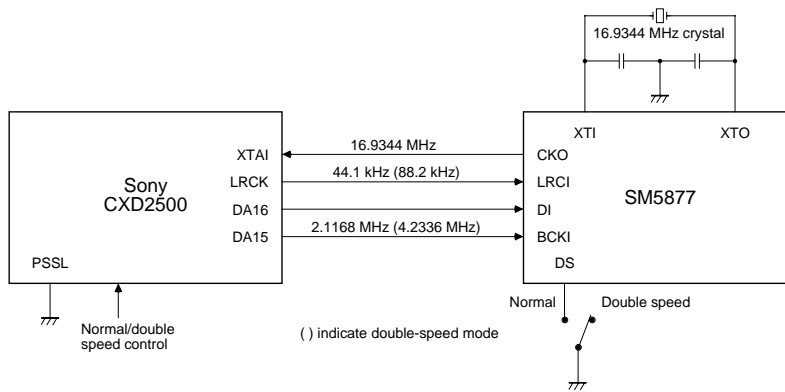 16.9344 MHz crystal
XTI XTO
XTAI 16.9344 MHz CKO
Sony
CXD2500
LRCK 44.1 kHz (88.2 kHz) LRCI
SM5877
DA16 DI
DA15 2.1168 MHz (4.2336 MHz) BCKI
PSSL DS
Normal Double speed
Normal/double
speed control
( ) indicate double-speed mode